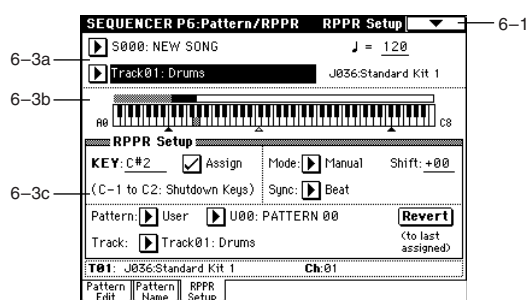 SEQUENCER P6:Pattern/RPPR RPPR Setup
6–1
S000: NEW SONG ♩ = 120
6–3a
Track01: Drums J036:Standard Kit 1
6–3b
A0 C8
RPPR Setup
KEY: C#2 Assign Mode: Manual Shift: +00
6–3c
(C-1 to C2: Shutdown Keys) Sync: Beat
Pattern: User U00: PATTERN 00 Revert
Track: Track01: Drums (to last assigned)
T01: J036:Standard Kit 1 Ch:01
Pattern Edit Pattern Name RPPR Setup